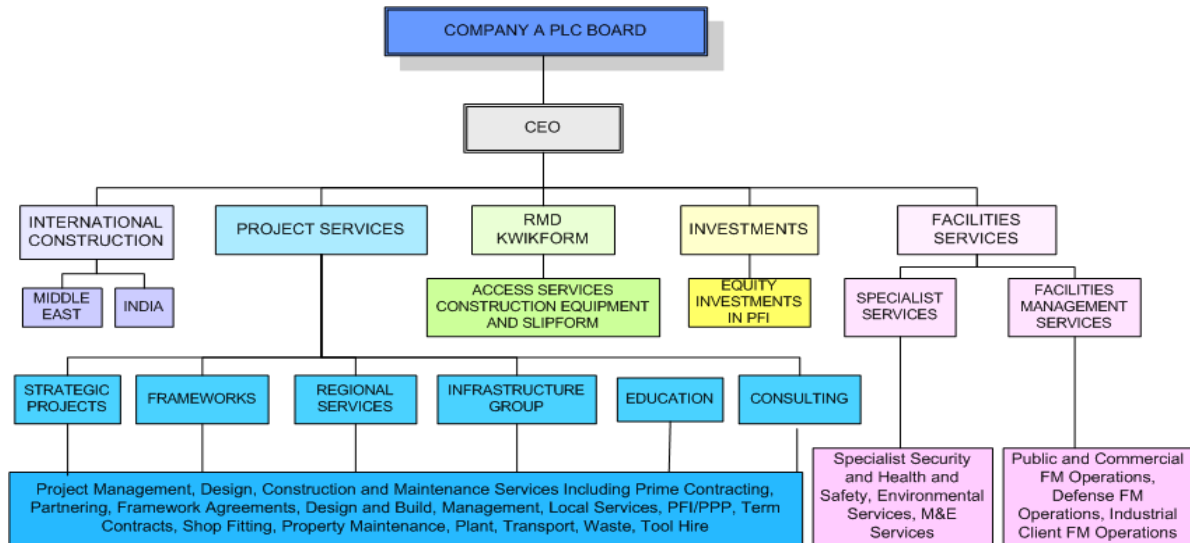 COMPANY A PLC BOARD
CEO
INTERNATIONAL
CONSTRUCTION
PROJECT SERVICES
RMD
KWIKFORM
INVESTMENTS
FACILITIES
SERVICES
MIDDLE
EAST
INDIA
ACCESS SERVICES
CONSTRUCTION EQUIPMENT
AND SLIPFORM
EQUITY
INVESTMENTS
IN PFI
SPECIALIST
SERVICES
FACILITIES
MANAGEMENT
SERVICES
STRATEGIC
PROJECTS
FRAMEWORKS
REGIONAL
SERVICES
INFRASTRUCTURE
GROUP
EDUCATION
CONSULTING
Project Management, Design, Construction and Maintenance Services Including Prime Contracting,
Partnering, Framework Agreements, Design and Build, Management, Local Services, PFI/PPP, Term
Contracts, Shop Fitting, Property Maintenance, Plant, Transport, Waste, Tool Hire
Specialist Security
and Health and
Safety, Environmental
Services, M&E
Services
Public and Commercial
FM Operations,
Defense FM
Operations, Industrial
Client FM Operations